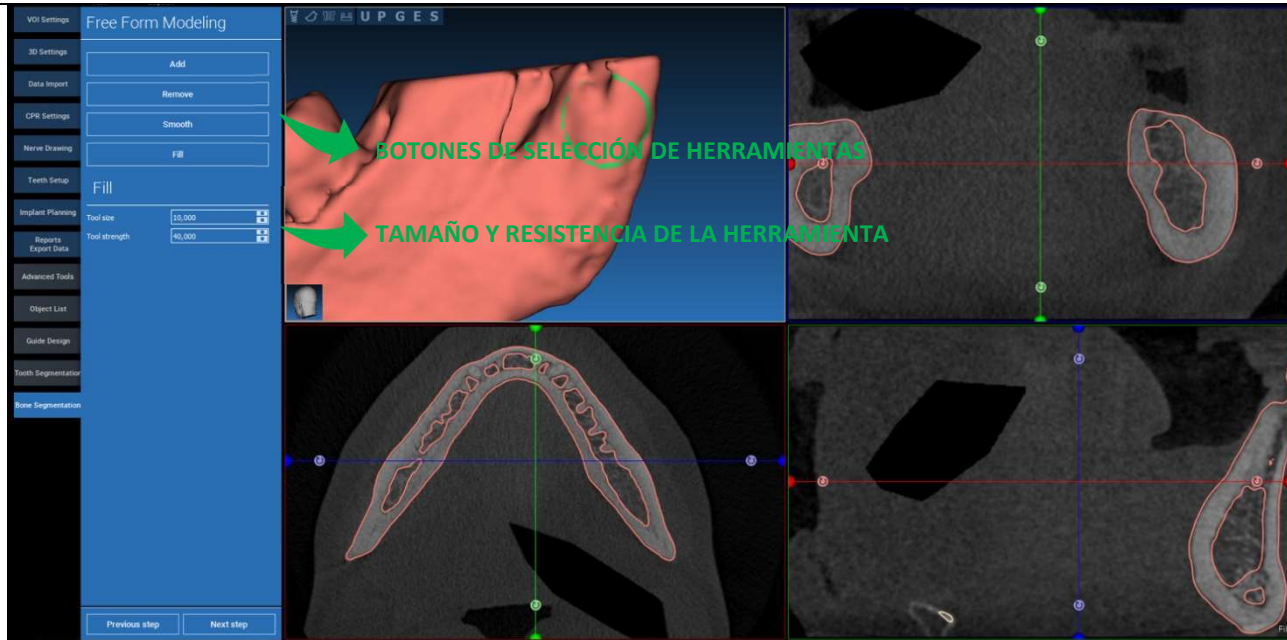 VOI Settings
3D Settings
Data Import
CPR Settings
Nerve Drawing
Teeth Setup
Implant Planning
Reports
Export Data
Advanced Tools
Object List
Guide Design
Tooth Segmentation
Bone Segmentation
Free Form Modeling
Add
Remove
Smooth
Fill
Fill
Tool size 10,000
Tool strength 40,000
Previous step Next step
U P G E S
BOTONES DE SELECCIÓN DE HERRAMIENTAS
TAMAÑO Y RESISTENCIA DE LA HERRAMIENTA